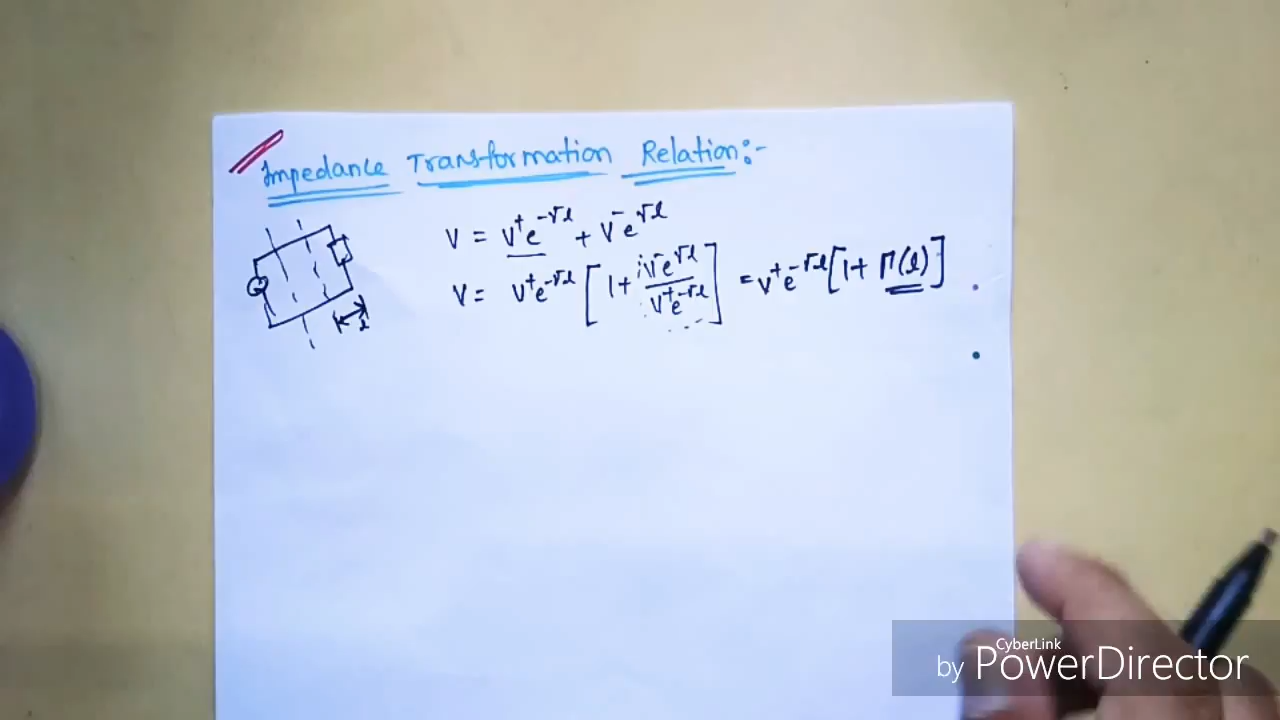 Impedance Transformation Relation:-
V = V⁺e^-γl + V⁻e^γl
V = V⁺e^-γl [1 + V⁻e^γl / V⁺e^-γl] = V⁺e^-γl [1 + Γ(l)]
l
CyberLink
by PowerDirector